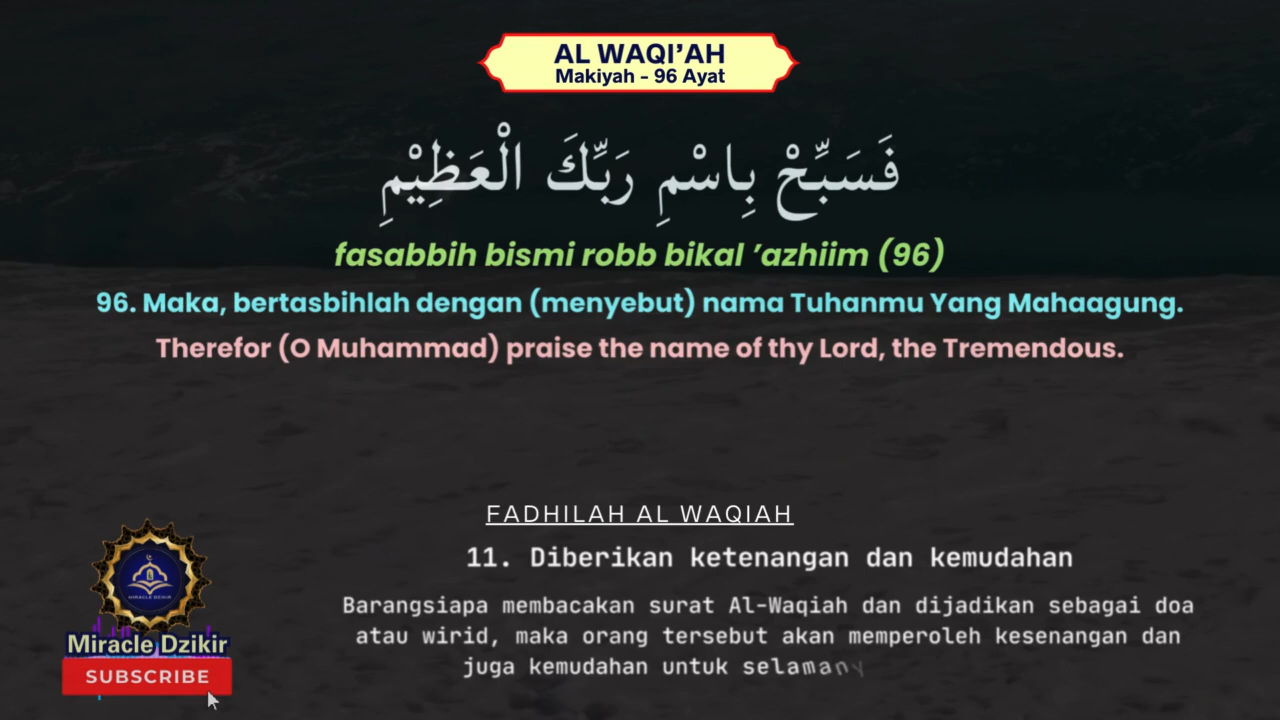 AL WAQI’AH
Makiyah - 96 Ayat
فَسَبِّحْ بِاسْمِ رَبِّكَ الْعَظِيْمِ
fasabbih bismi robb bikal ’azhiim (96)
96. Maka, bertasbihlah dengan (menyebut) nama Tuhanmu Yang Mahaagung.
Therefor (O Muhammad) praise the name of thy Lord, the Tremendous.
FADHILAH AL WAQIAH
11. Diberikan ketenangan dan kemudahan
Barangsiapa membacakan surat Al-Waqiah dan dijadikan sebagai doa
atau wirid, maka orang tersebut akan memperoleh kesenangan dan
juga kemudahan untuk selamany
MIRACLE DZIKIR
Miracle Dzikir
SUBSCRIBE